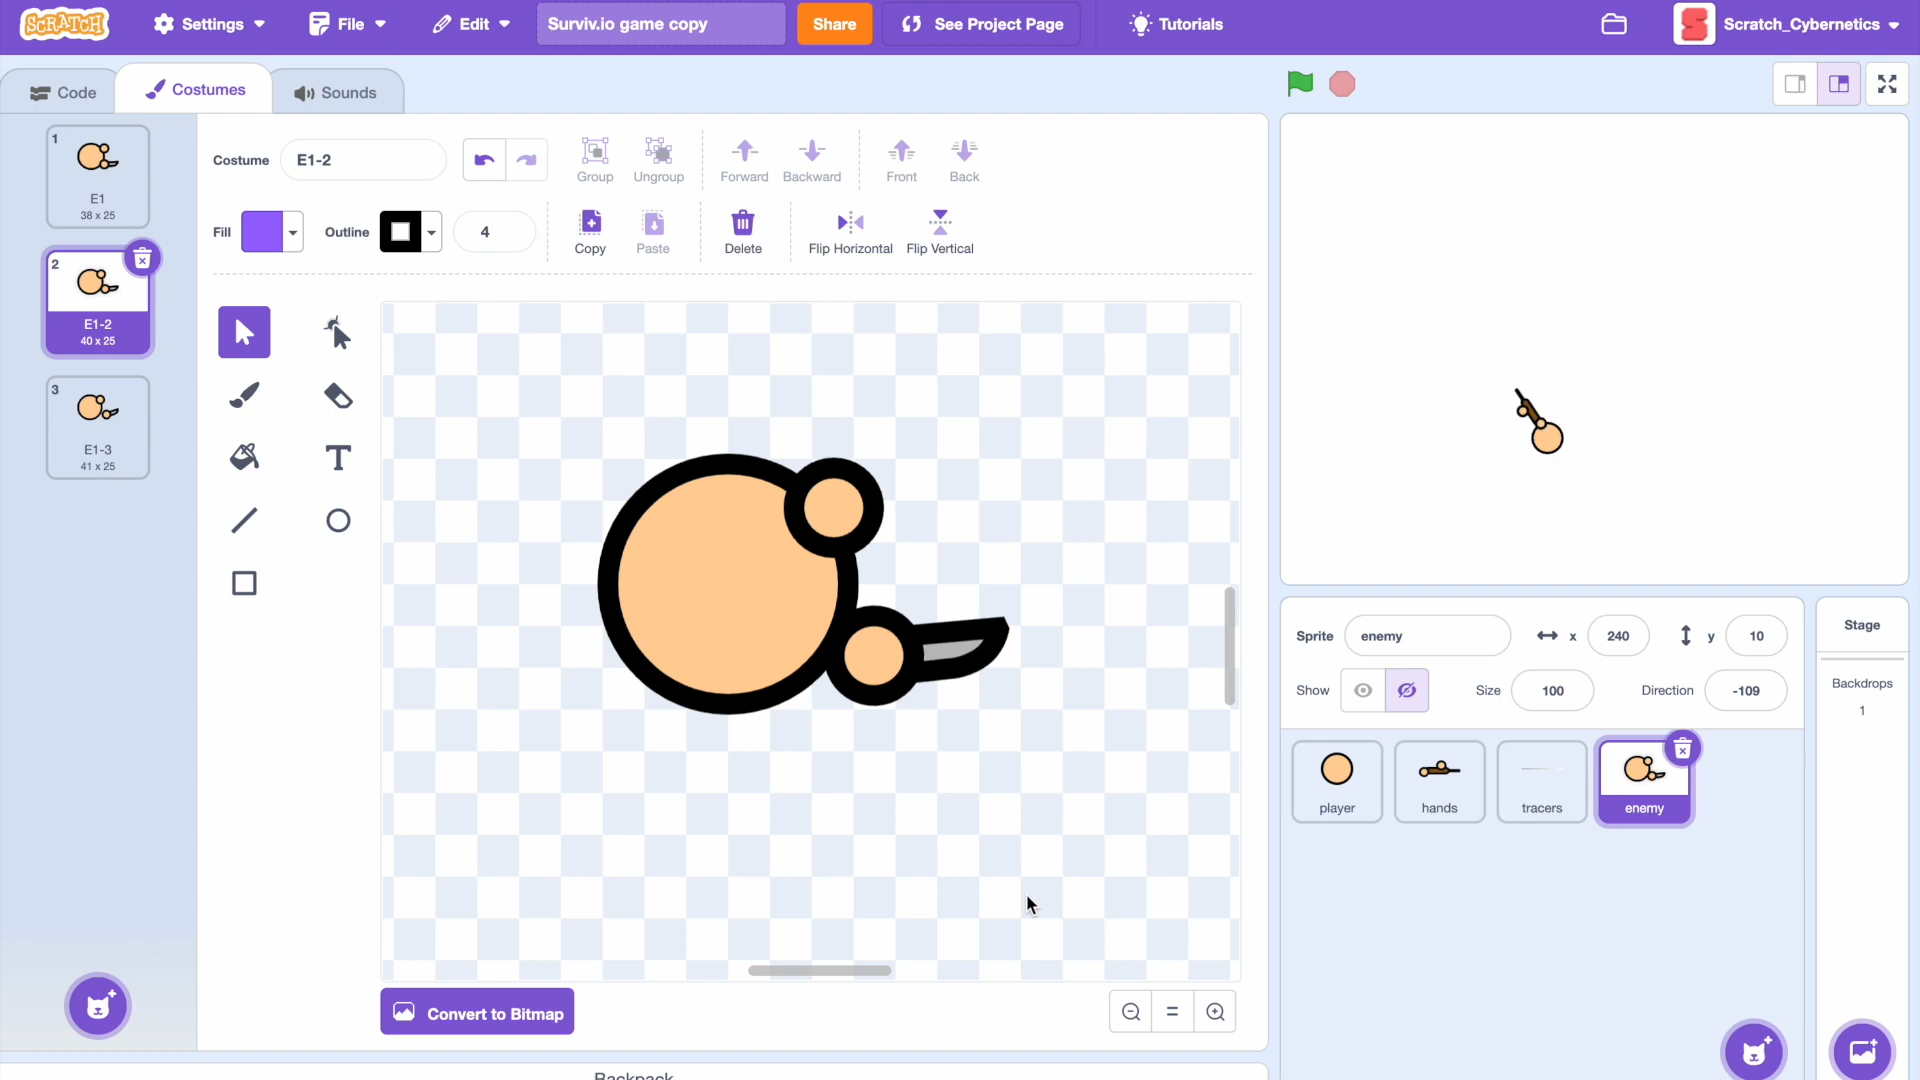 SCRATCH
Settings
File
Edit
Surviv.io game copy
Share
See Project Page
Tutorials
Scratch_Cybernetics
Code
Costumes
Sounds
1
E1
38 x 25
2
E1-2
40 x 25
3
E1-3
41 x 25
Costume
E1-2
Group
Ungroup
Forward
Backward
Front
Back
Fill
Outline
4
Copy
Paste
Delete
Flip Horizontal
Flip Vertical
T
Convert to Bitmap
Backpack
Sprite
enemy
x
240
y
10
Show
Size
100
Direction
-109
player
hands
tracers
enemy
Stage
Backdrops
1